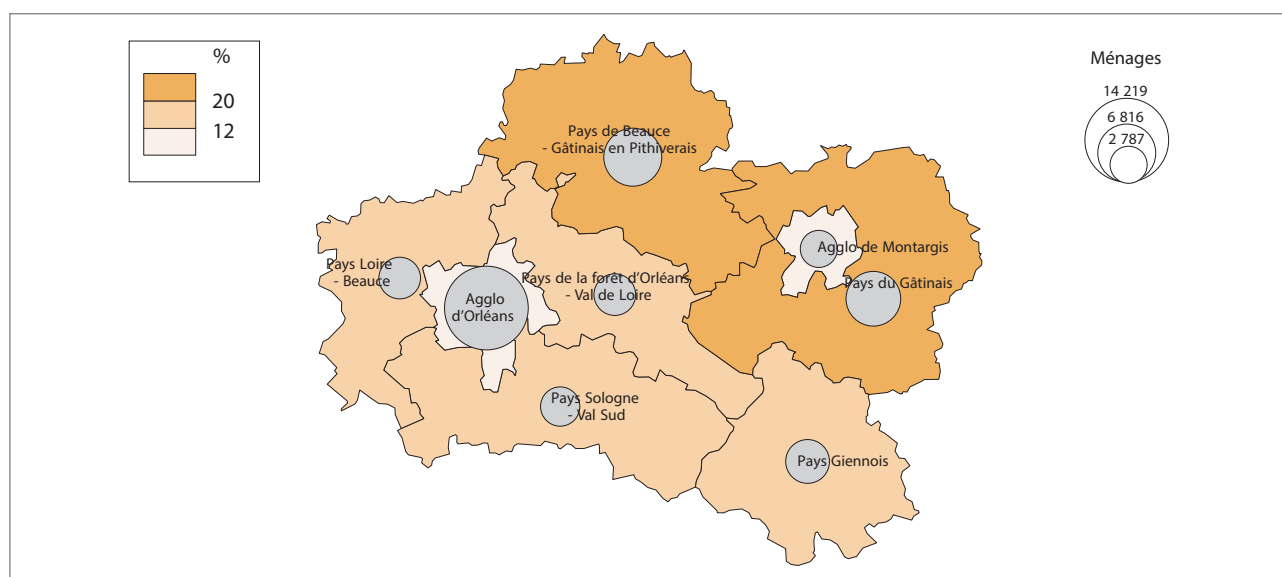 %
20
12
Ménages
14 219
6 816
2 787
Pays de Beauce
- Gâtinais en Pithiverais
Agglo de Montargis
Pays Loire
- Beauce
Pays de la forêt d'Orléans
- Val de Loire
Pays du Gâtinais
Agglo
d'Orléans
Pays Sologne
- Val Sud
Pays Giennois